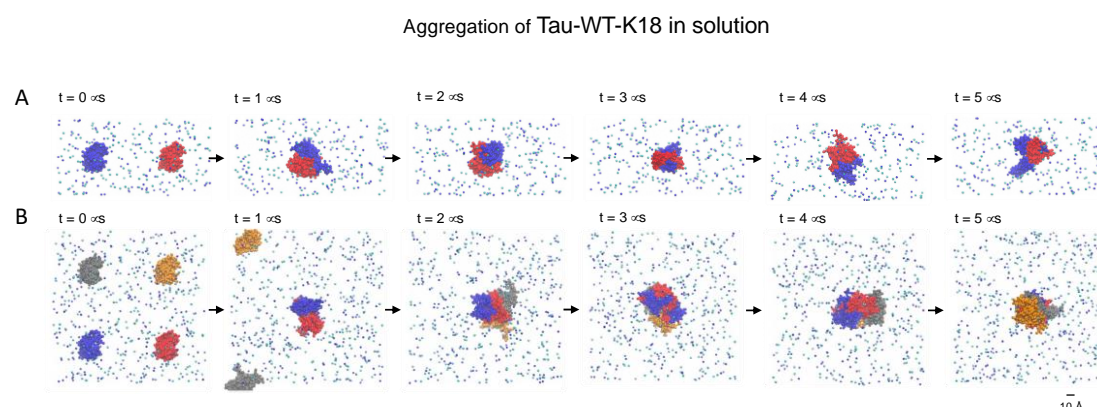 Aggregation of Tau-WT-K18 in solution
A
t = 0 ∝s t = 1 ∝s t = 2 ∝s t = 3 ∝s t = 4 ∝s t = 5 ∝s
B
t = 0 ∝s t = 1 ∝s t = 2 ∝s t = 3 ∝s t = 4 ∝s t = 5 ∝s
10 Å